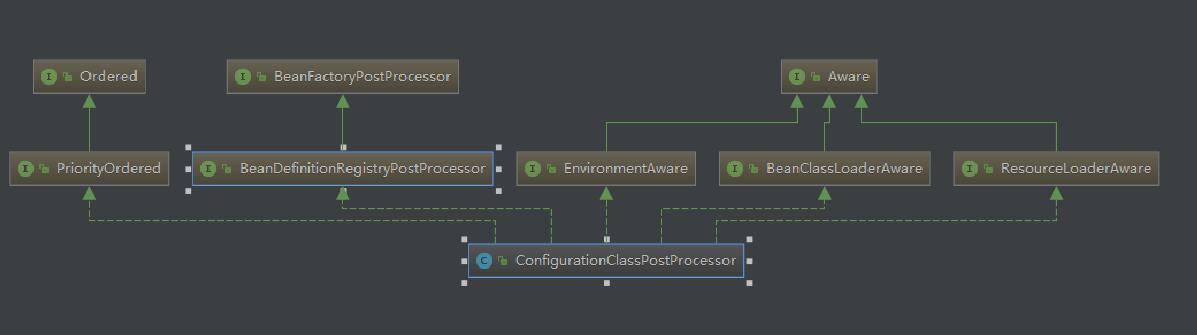 I Ordered
I BeanFactoryPostProcessor
I Aware
I PriorityOrdered
I BeanDefinitionRegistryPostProcessor
I EnvironmentAware
I BeanClassLoaderAware
I ResourceLoaderAware
C ConfigurationClassPostProcessor